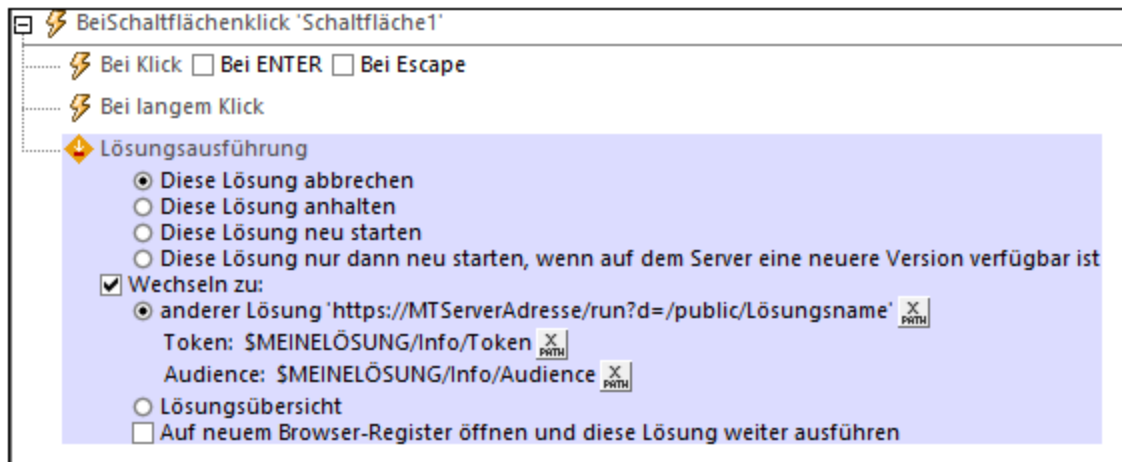 BeiSchaltflächenklick 'Schaltfläche1'
Bei Klick Bei ENTER Bei Escape
Bei langem Klick
Lösungsausführung
Diese Lösung abbrechen
Diese Lösung anhalten
Diese Lösung neu starten
Diese Lösung nur dann neu starten, wenn auf dem Server eine neuere Version verfügbar ist
Wechseln zu:
anderer Lösung 'https://MTServerAdresse/run?d=/public/Lösungsname' X PATH
Token: $MEINELÖSUNG/Info/Token X PATH
Audience: $MEINELÖSUNG/Info/Audience X PATH
Lösungsübersicht
Auf neuem Browser-Register öffnen und diese Lösung weiter ausführen